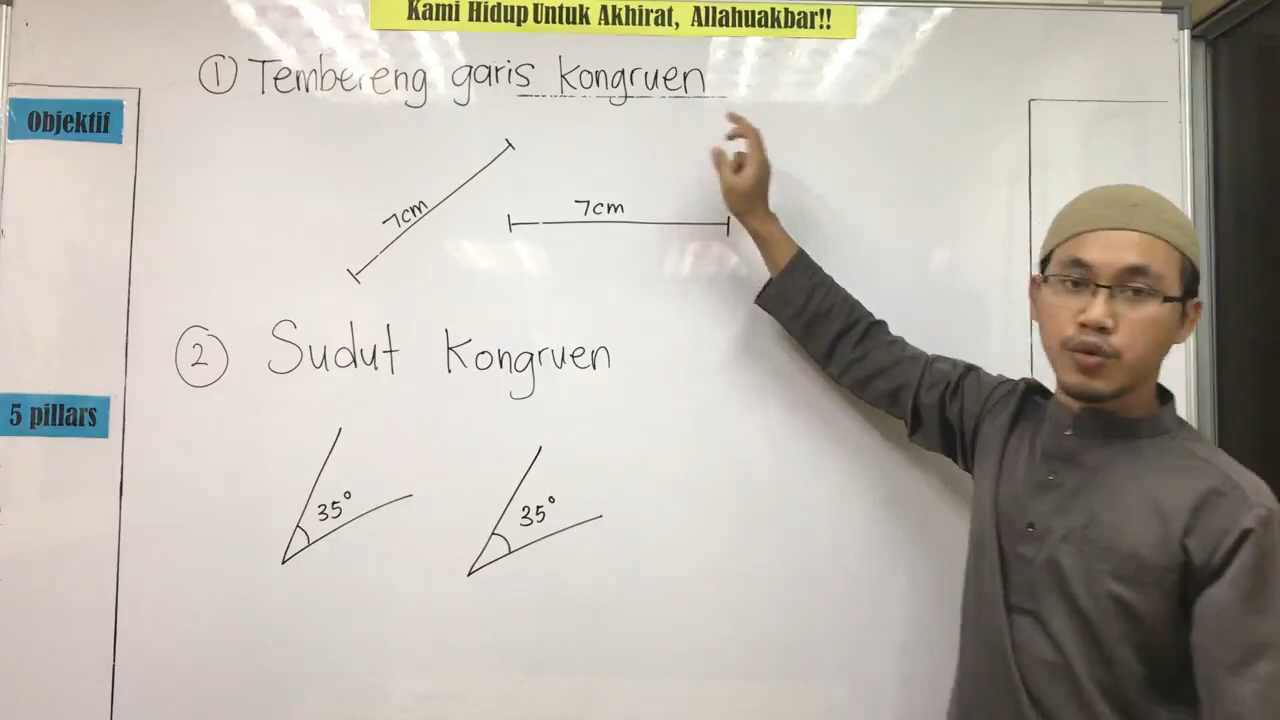 Kami Hidup Untuk Akhirat, Allahuakbar!!
① Tembereng garis kongruen
Objektif
7cm
7cm
② Sudut Kongruen
5 pillars
35°
35°